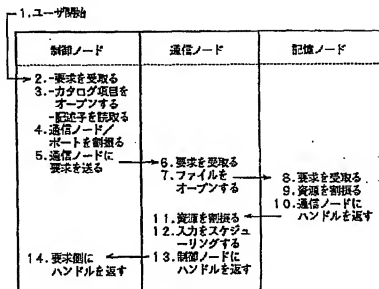 1.ユーザ開始
制御ノード
通信ノード
記憶ノード
2.-要求を受取る
3.-カタログ項目を
オープンする
-記述子を読取る
4.通信ノード/
ポートを割振る
5.通信ノードに
要求を送る
6.要求を受取る
7.ファイルを
オープンする
8.要求を受取る
9.資源を割振る
10.通信ノードに
ハンドルを返す
11.資源を割振る
12.入力をスケジュ
ーリングする
13.制御ノードに
ハンドルを返す
14.要求側に
ハンドルを返す